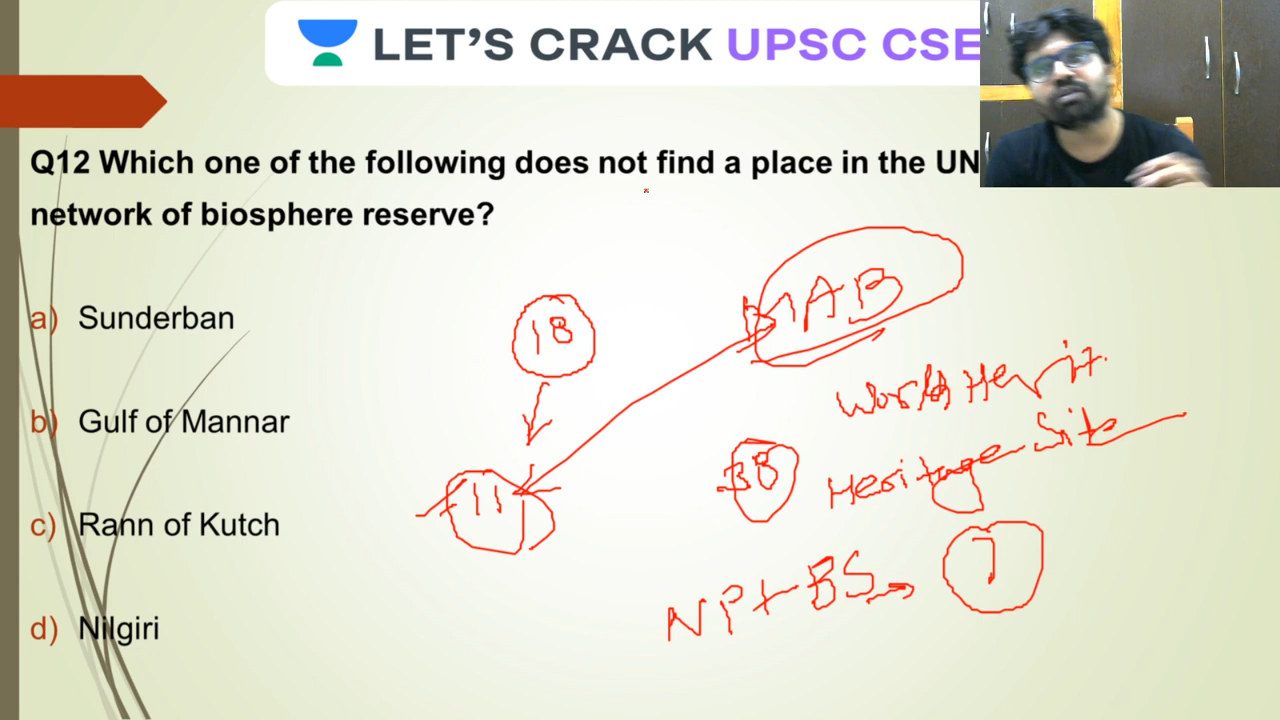 LET'S CRACK UPSC CSE
Q12 Which one of the following does not find a place in the UN
network of biosphere reserve?
a) Sunderban
b) Gulf of Mannar
c) Rann of Kutch
d) Nilgiri
18
MAB
World Herit.
38
Heritage Site
11
NP+BS → 7